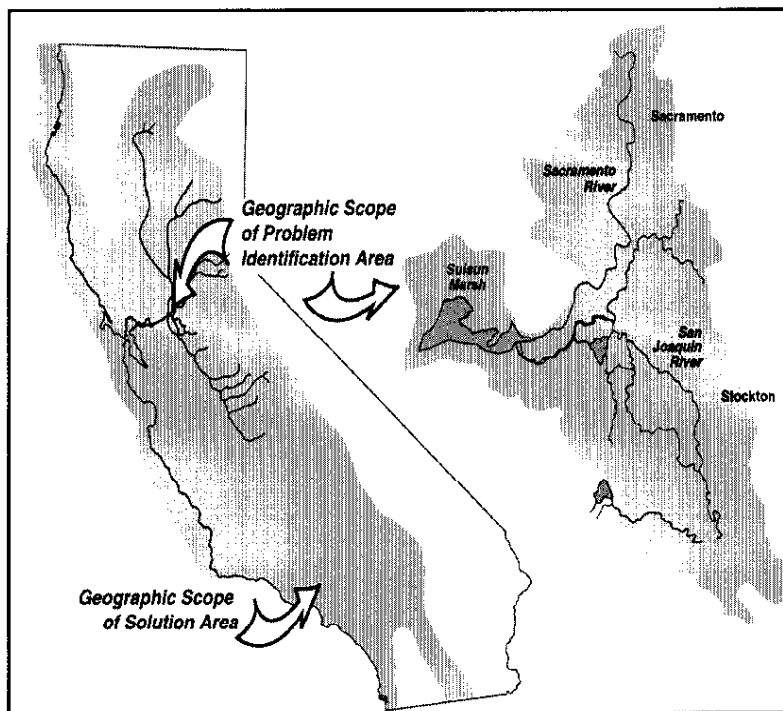 Sacramento
Sacramento
River
Geographic Scope
of Problem
Identification Area
Suisun
Marsh
San
Joaquin
River
Stockton
Geographic Scope
of Solution Area